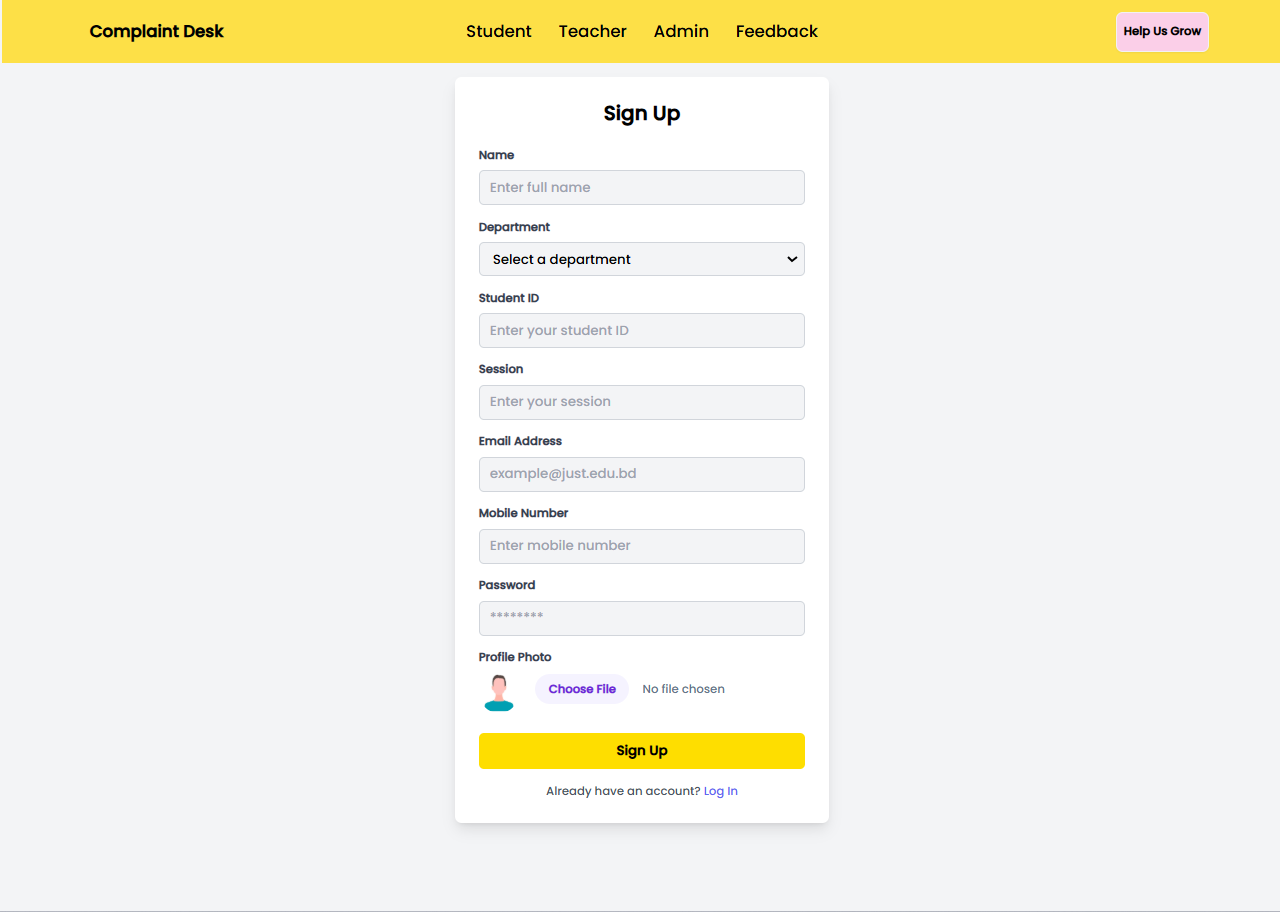 Complaint Desk
Student Teacher Admin Feedback
Help Us Grow
Sign Up
Name
Enter full name
Department
Select a department
Student ID
Enter your student ID
Session
Enter your session
Email Address
example@just.edu.bd
Mobile Number
Enter mobile number
Password
********
Profile Photo
Choose File No file chosen
Sign Up
Already have an account? Log In